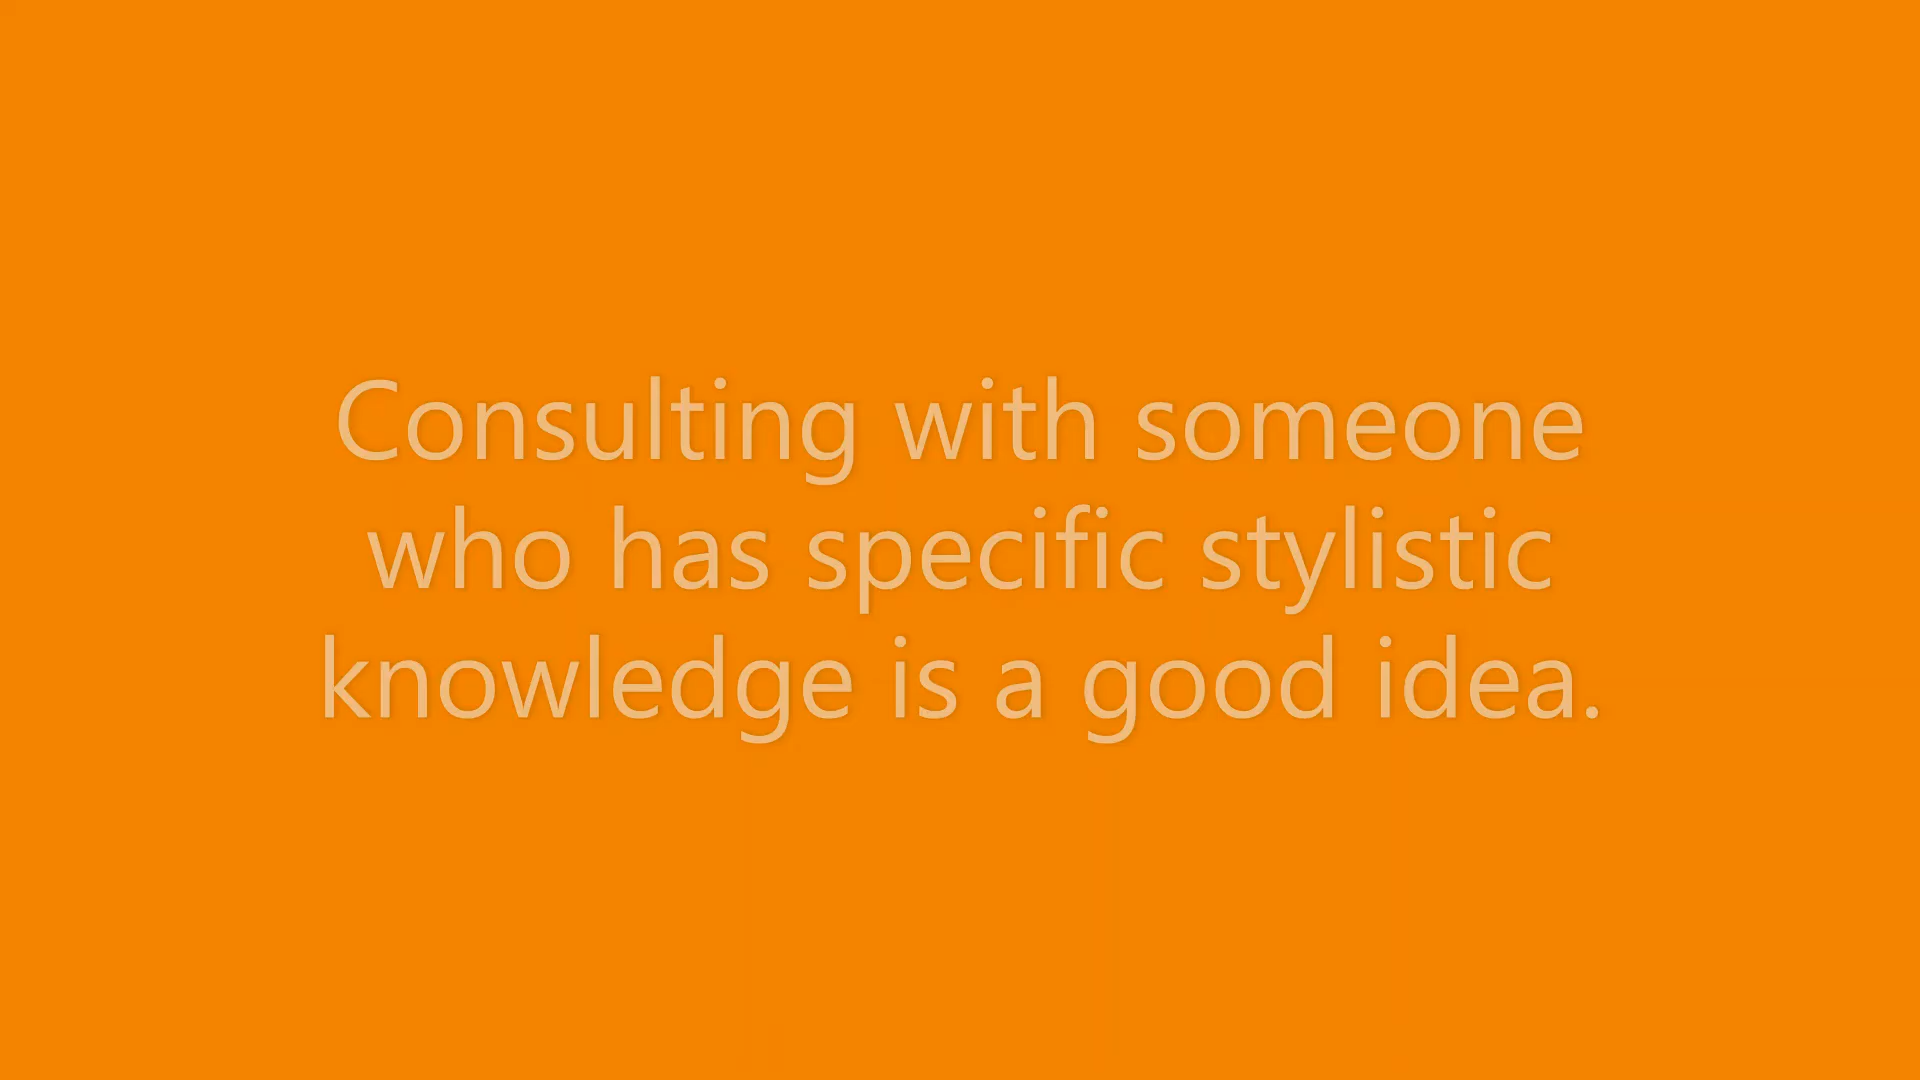 Consulting with someone
who has specific stylistic
knowledge is a good idea.